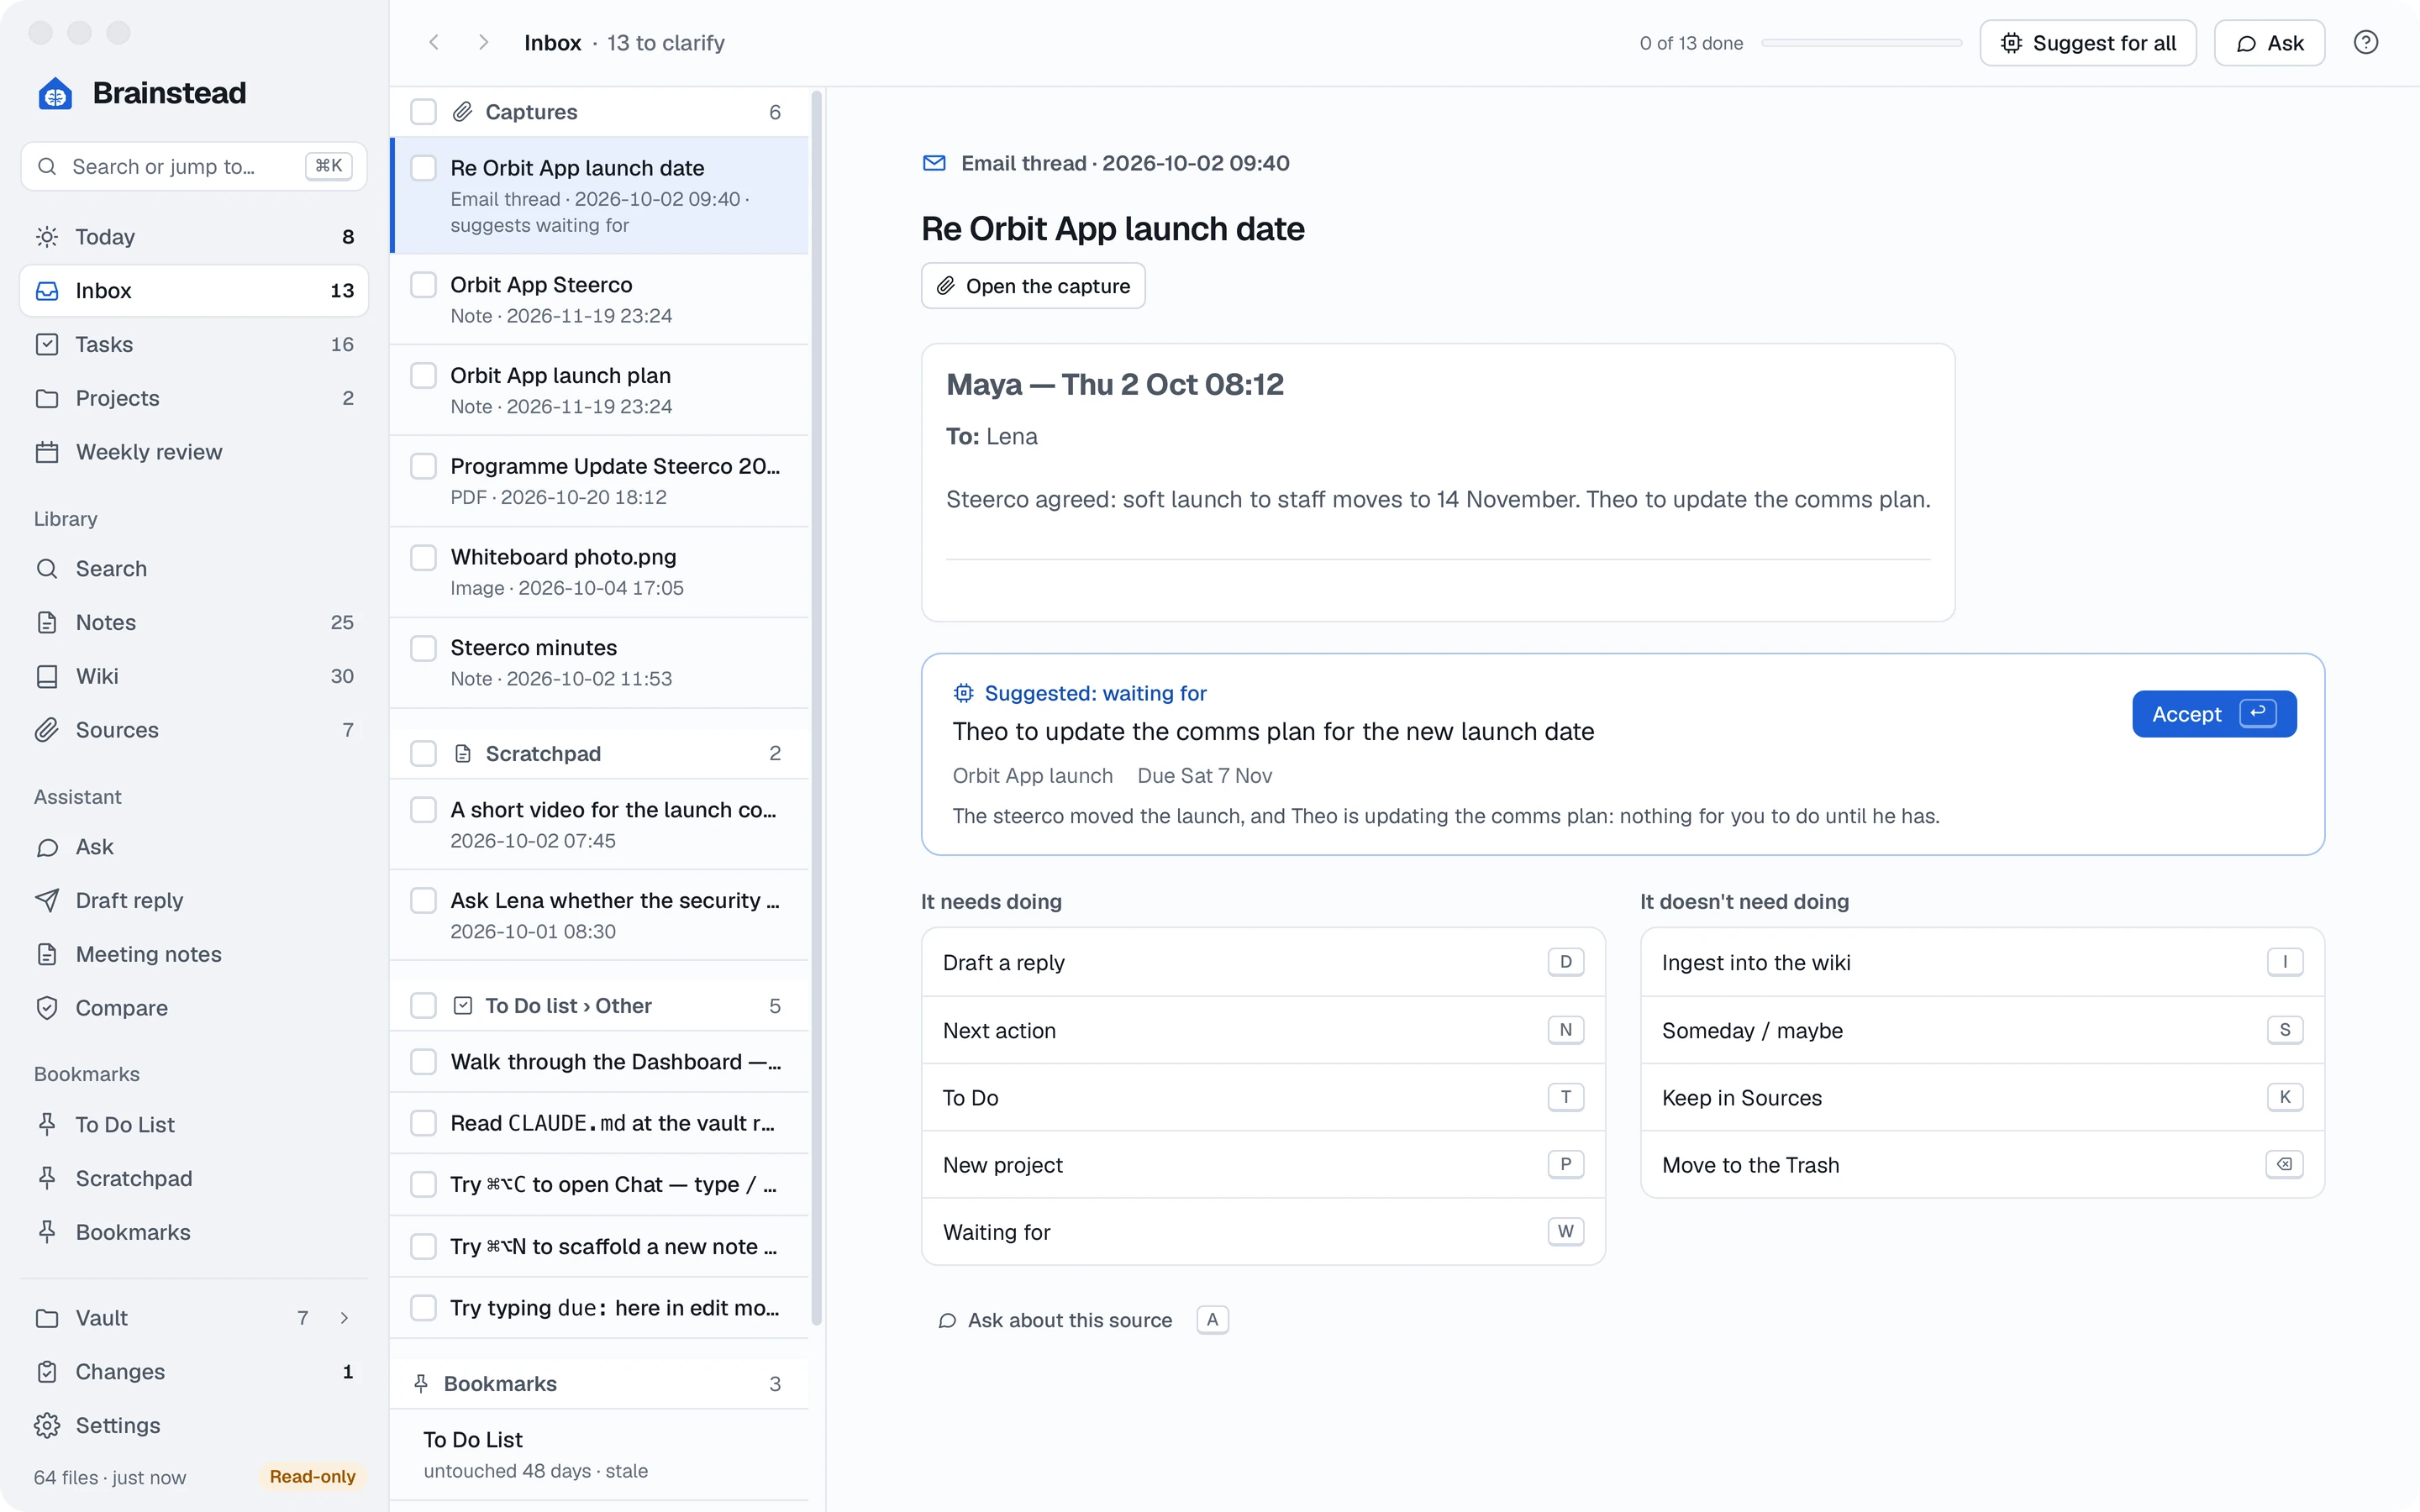 Brainstead
Search or jump to… ⌘K
Today 8
Inbox 13
Tasks 16
Projects 2
Weekly review
Library
Search
Notes 25
Wiki 30
Sources 7
Assistant
Ask
Draft reply
Meeting notes
Compare
Bookmarks
To Do List
Scratchpad
Bookmarks
Vault 7
Changes 1
Settings
64 files · just now Read-only
Inbox · 13 to clarify
0 of 13 done
Suggest for all
Ask
Captures 6
Re Orbit App launch date
Email thread · 2026-10-02 09:40 ·
suggests waiting for
Orbit App Steerco
Note · 2026-11-19 23:24
Orbit App launch plan
Note · 2026-11-19 23:24
Programme Update Steerco 20…
PDF · 2026-10-20 18:12
Whiteboard photo.png
Image · 2026-10-04 17:05
Steerco minutes
Note · 2026-10-02 11:53
Scratchpad 2
A short video for the launch co…
2026-10-02 07:45
Ask Lena whether the security …
2026-10-01 08:30
To Do list › Other 5
Walk through the Dashboard —…
Read CLAUDE.md at the vault r…
Try ⌘⌥C to open Chat — type / …
Try ⌘⌥N to scaffold a new note …
Try typing due: here in edit mo…
Bookmarks 3
To Do List
untouched 48 days · stale
Email thread · 2026-10-02 09:40
Re Orbit App launch date
Open the capture
Maya — Thu 2 Oct 08:12
To: Lena
Steerco agreed: soft launch to staff moves to 14 November. Theo to update the comms plan.
Suggested: waiting for
Theo to update the comms plan for the new launch date
Orbit App launch Due Sat 7 Nov
The steerco moved the launch, and Theo is updating the comms plan: nothing for you to do until he has.
Accept
It needs doing
Draft a reply D
Next action N
To Do T
New project P
Waiting for W
It doesn't need doing
Ingest into the wiki I
Someday / maybe S
Keep in Sources K
Move to the Trash
Ask about this source A